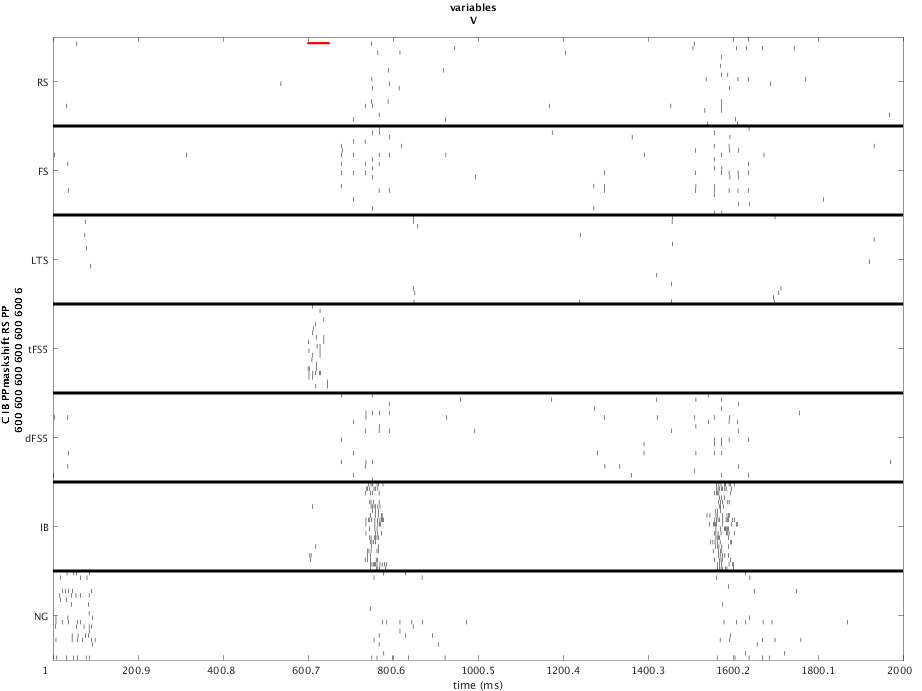 variables
V
RS
FS
LTS
tFS5
dFS5
IB
NG
C IB PPmaskshift RS PP
600 600 600 600 600 600 600 6
1
200.9
400.8
600.7
800.6
1000.5
1200.4
1400.3
1600.2
1800.1
2000
time (ms)